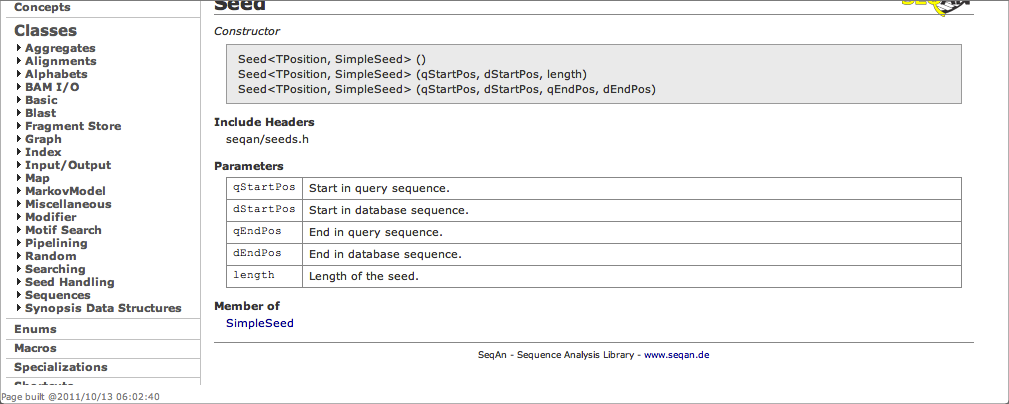 Concepts
Classes
Aggregates
Alignments
Alphabets
BAM I/O
Basic
Blast
Fragment Store
Graph
Index
Input/Output
Map
MarkovModel
Miscellaneous
Modifier
Motif Search
Pipelining
Random
Searching
Seed Handling
Sequences
Synopsis Data Structures
Enums
Macros
Specializations
Shortcuts
Page built @2011/10/13 06:02:40
Seed
SeqAn
Constructor
Seed<TPosition, SimpleSeed> ()
Seed<TPosition, SimpleSeed> (qStartPos, dStartPos, length)
Seed<TPosition, SimpleSeed> (qStartPos, dStartPos, qEndPos, dEndPos)
Include Headers
seqan/seeds.h
Parameters
qStartPos Start in query sequence.
dStartPos Start in database sequence.
qEndPos End in query sequence.
dEndPos End in database sequence.
length Length of the seed.
Member of
SimpleSeed
SeqAn - Sequence Analysis Library - www.seqan.de